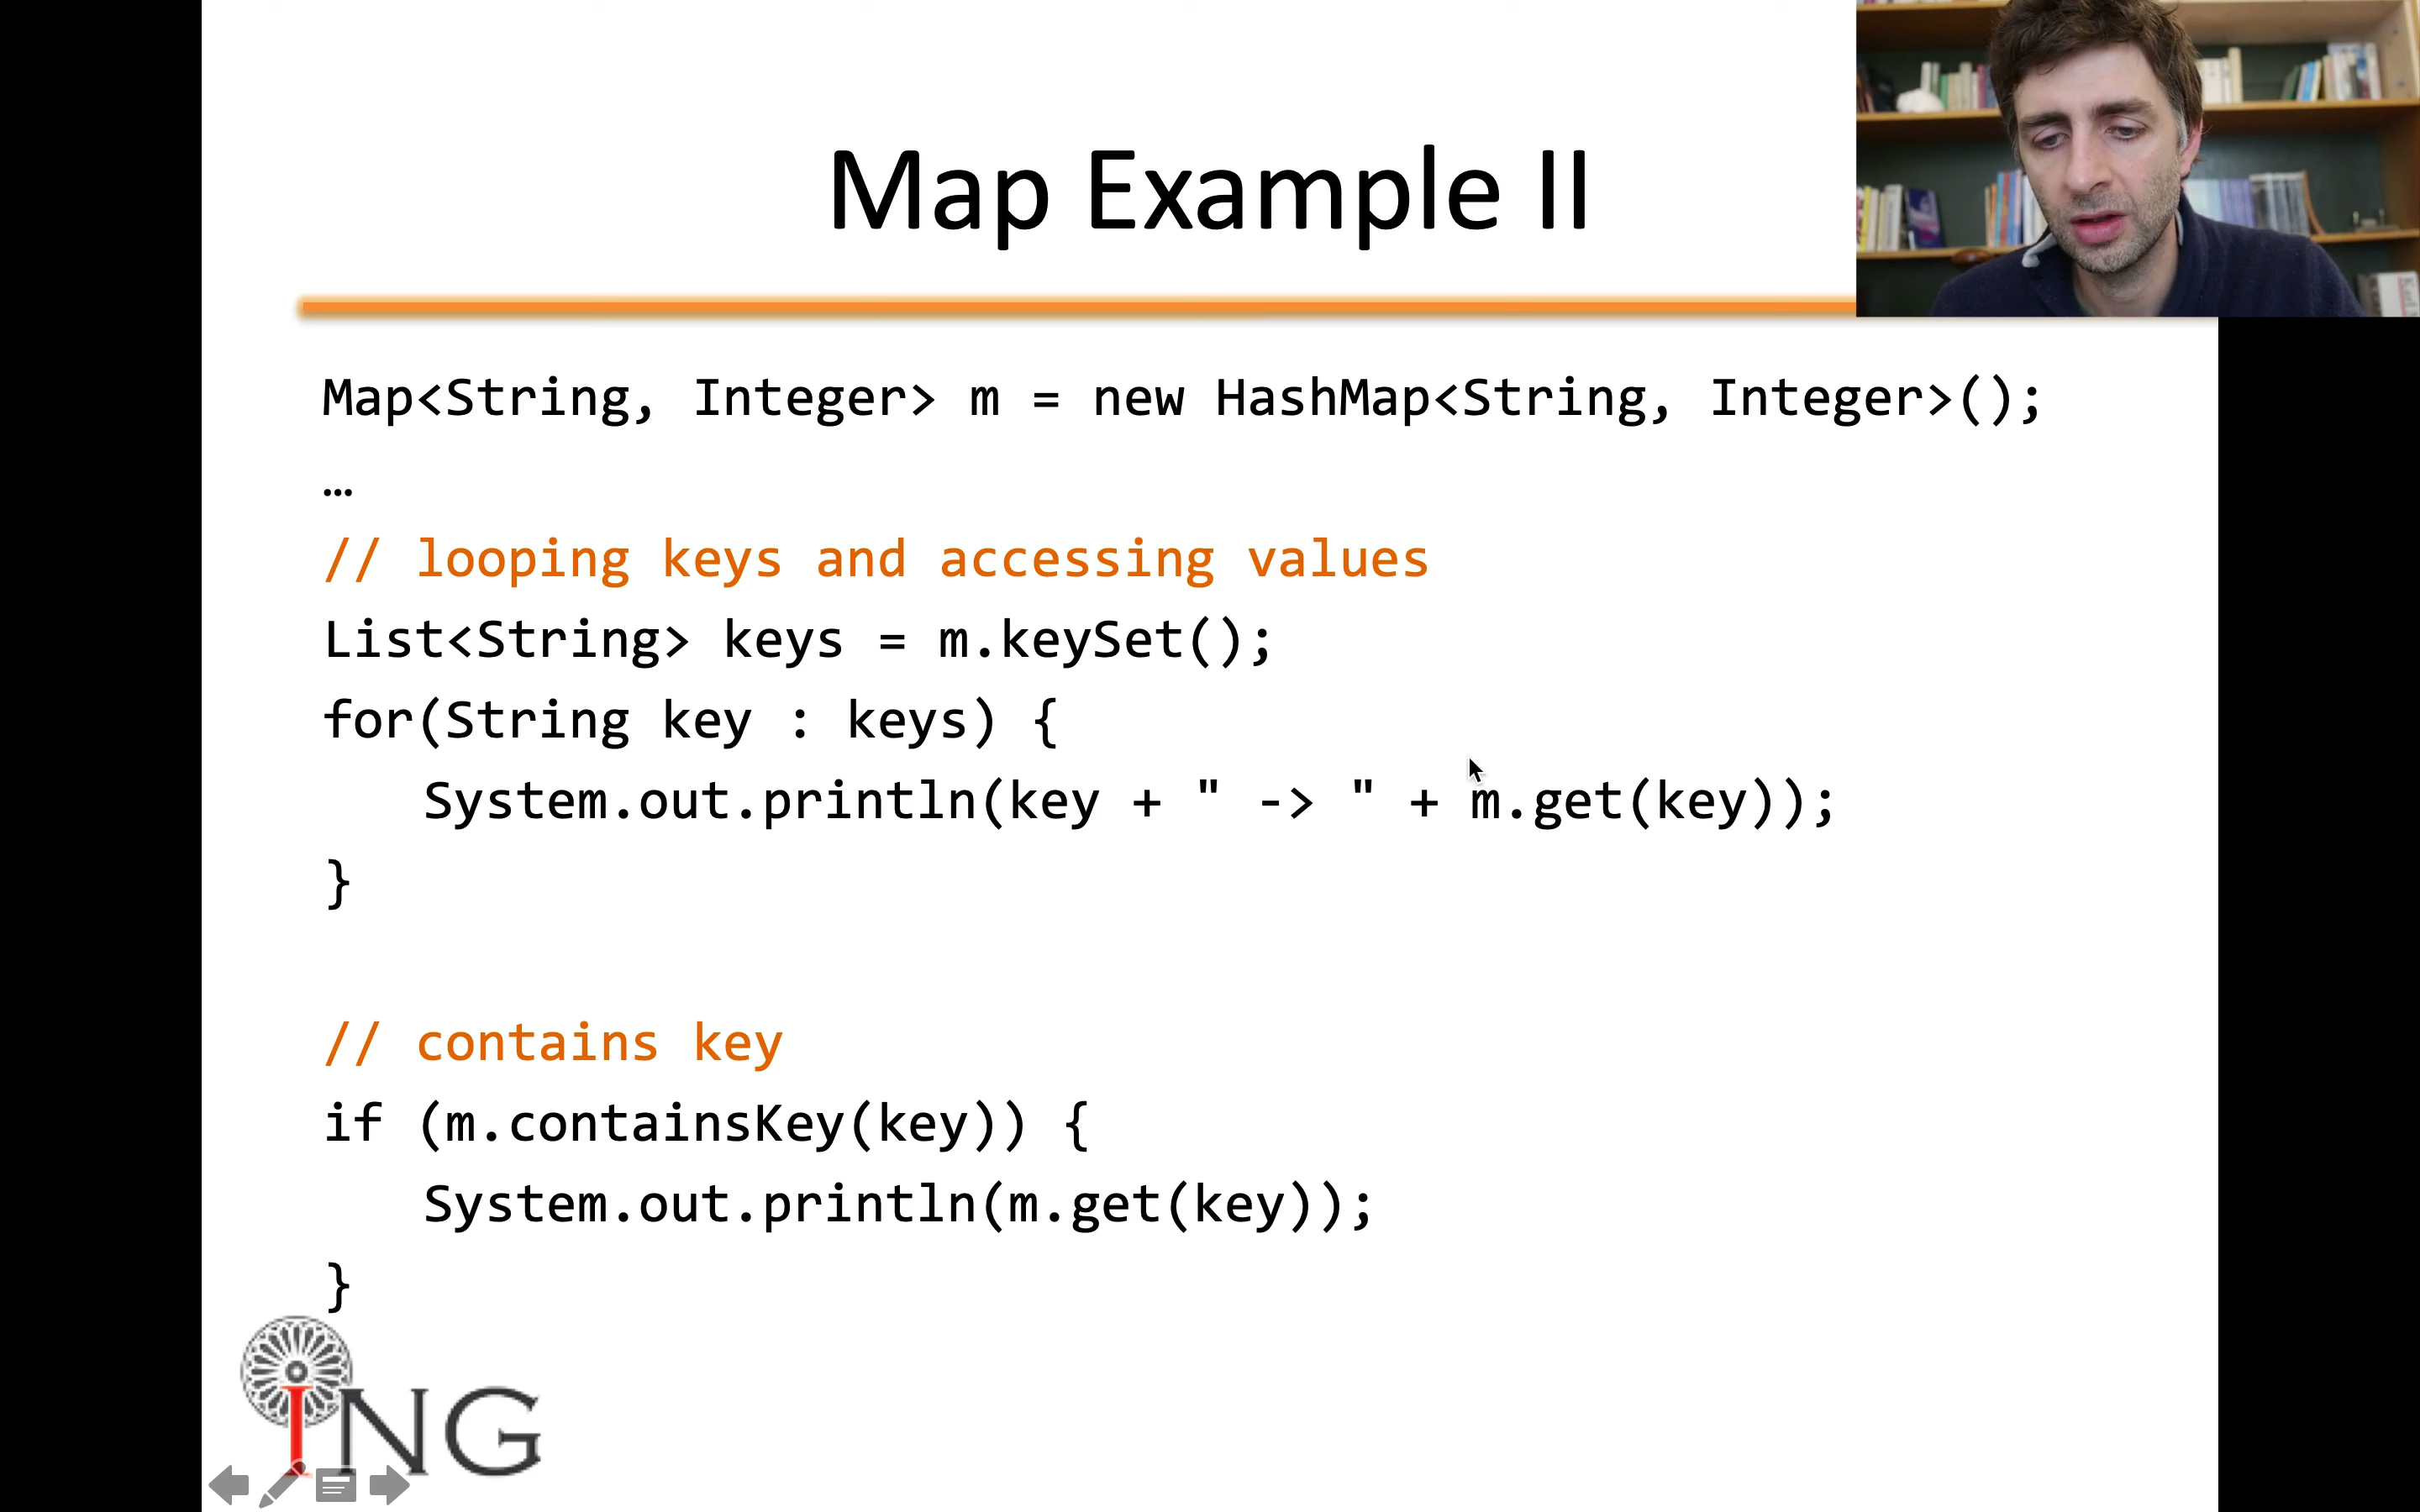 Map Example II
Map<String, Integer> m = new HashMap<String, Integer>();
…
// looping keys and accessing values
List<String> keys = m.keySet();
for(String key : keys) {
    System.out.println(key + " -> " + m.get(key));
}
// contains key
if (m.containsKey(key)) {
    System.out.println(m.get(key));
}
ING